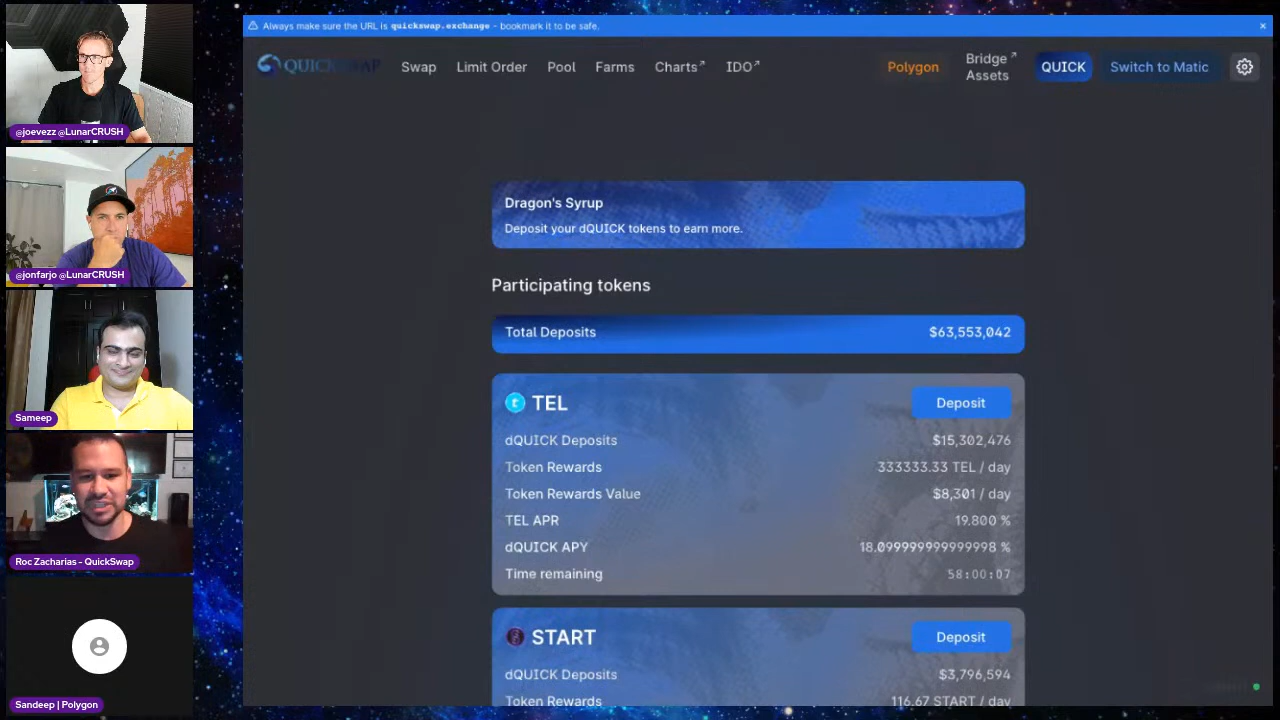 @joevezz @LunarCRUSH
@jonfarjo @LunarCRUSH
Sameep
Roc Zacharias - QuickSwap
Sandeep | Polygon
Always make sure the URL is quickswap.exchange - bookmark it to be safe.
QUICKSWAP Swap Limit Order Pool Farms Charts↗ IDO↗ Polygon Bridge Assets↗ QUICK Switch to Matic
Dragon's Syrup
Deposit your dQUICK tokens to earn more.
Participating tokens
Total Deposits $63,553,042
TEL Deposit
dQUICK Deposits $15,302,476
Token Rewards 333333.33 TEL / day
Token Rewards Value $8,301 / day
TEL APR 19.800 %
dQUICK APY 18.099999999999998 %
Time remaining 58:00:07
START Deposit
dQUICK Deposits $3,796,594
Token Rewards 116.67 START / day